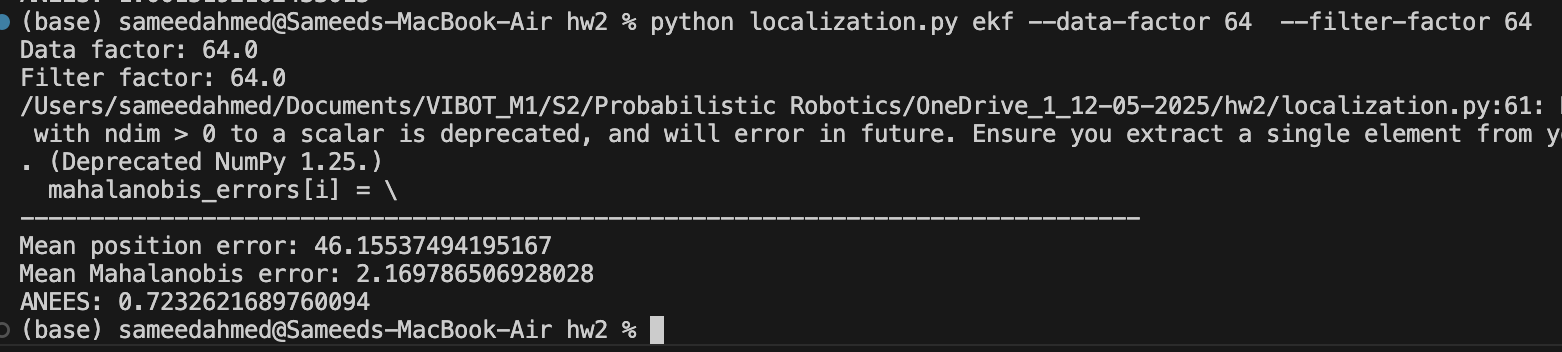 (base) sameedahmed@Sameeds-MacBook-Air hw2 % python localization.py ekf --data-factor 64  --filter-factor 64
Data factor: 64.0
Filter factor: 64.0
/Users/sameedahmed/Documents/VIBOT_M1/S2/Probabilistic Robotics/OneDrive_1_12-05-2025/hw2/localization.py:61:
 with ndim > 0 to a scalar is deprecated, and will error in future. Ensure you extract a single element from
. (Deprecated NumPy 1.25.)
  mahalanobis_errors[i] = \
--------------------------------------------------------------------------------
Mean position error: 46.15537494195167
Mean Mahalanobis error: 2.169786506928028
ANEES: 0.7232621689760094
(base) sameedahmed@Sameeds-MacBook-Air hw2 %